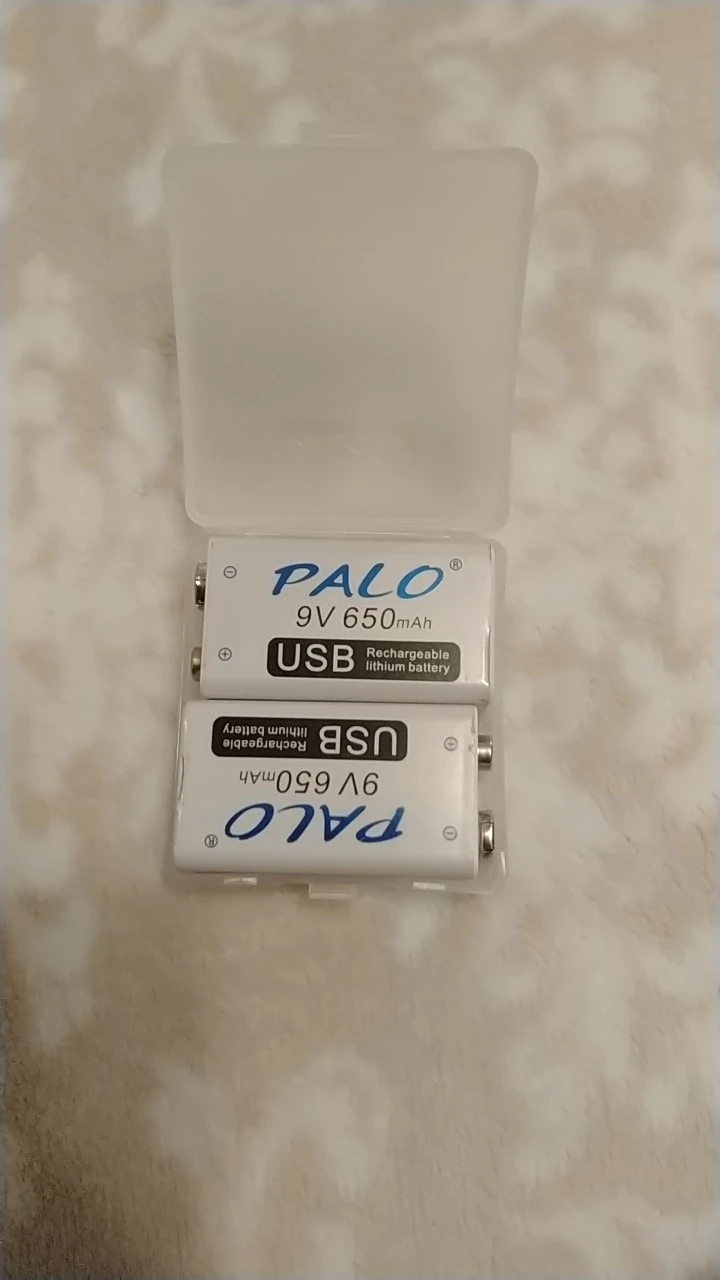 PALO®
9V 650mAh
USB Rechargeable
lithium battery
PALO®
9V 650mAh
USB Rechargeable
lithium battery